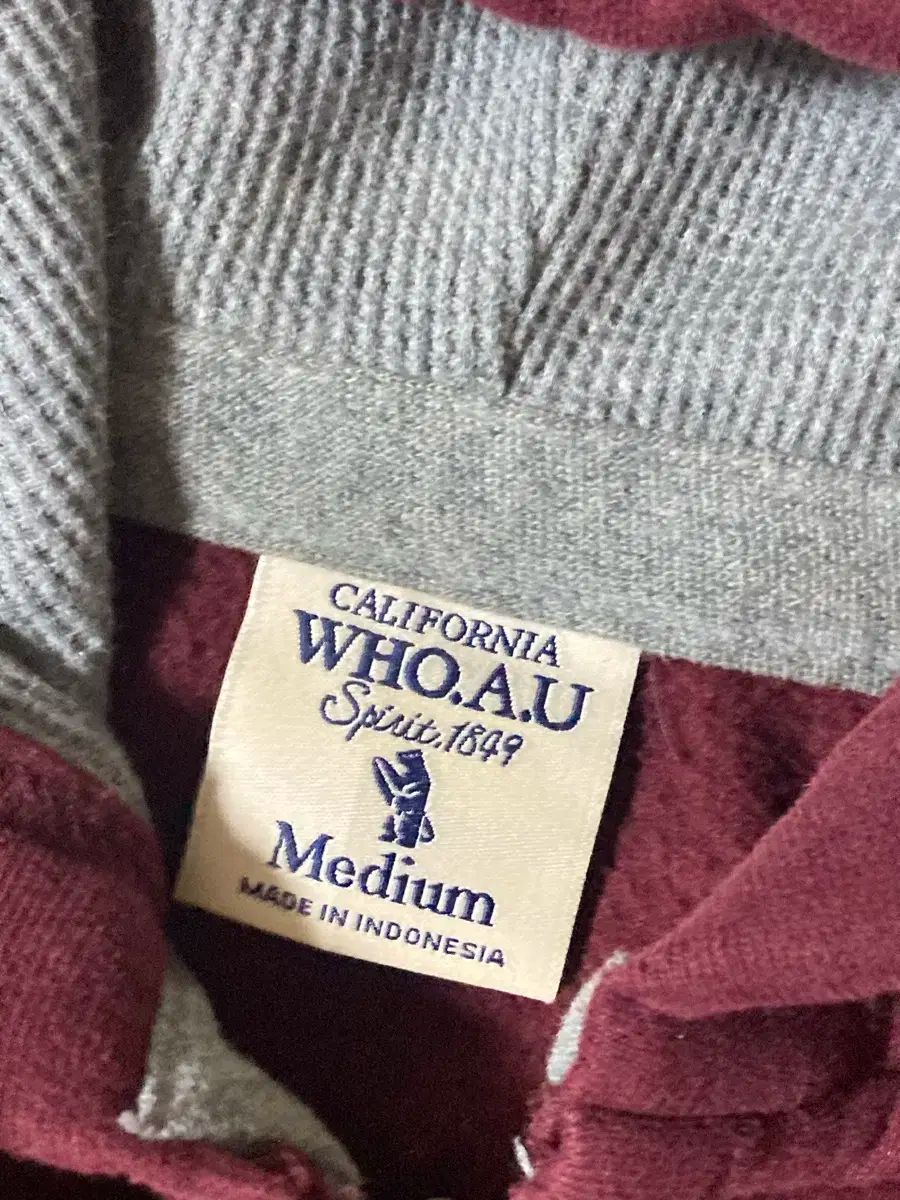 CALIFORNIA
WHO.A.U
Spirit.1849
Medium
MADE IN INDONESIA